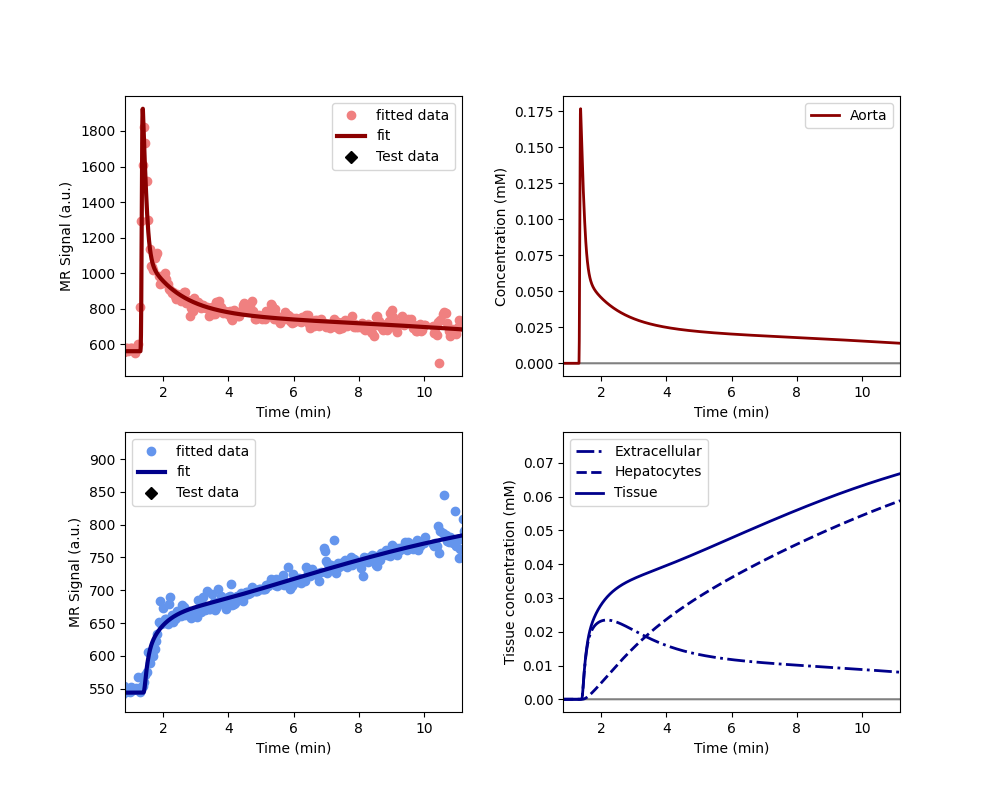 MR Signal (a.u.)
1800
1600
1400
1200
1000
800
600
2
4
6
8
10
Time (min)
fitted data
fit
Test data
Concentration (mM)
0.175
0.150
0.125
0.100
0.075
0.050
0.025
0.000
2
4
6
8
10
Time (min)
Aorta
MR Signal (a.u.)
900
850
800
750
700
650
600
550
2
4
6
8
10
Time (min)
fitted data
fit
Test data
Tissue concentration (mM)
0.07
0.06
0.05
0.04
0.03
0.02
0.01
0.00
2
4
6
8
10
Time (min)
Extracellular
Hepatocytes
Tissue